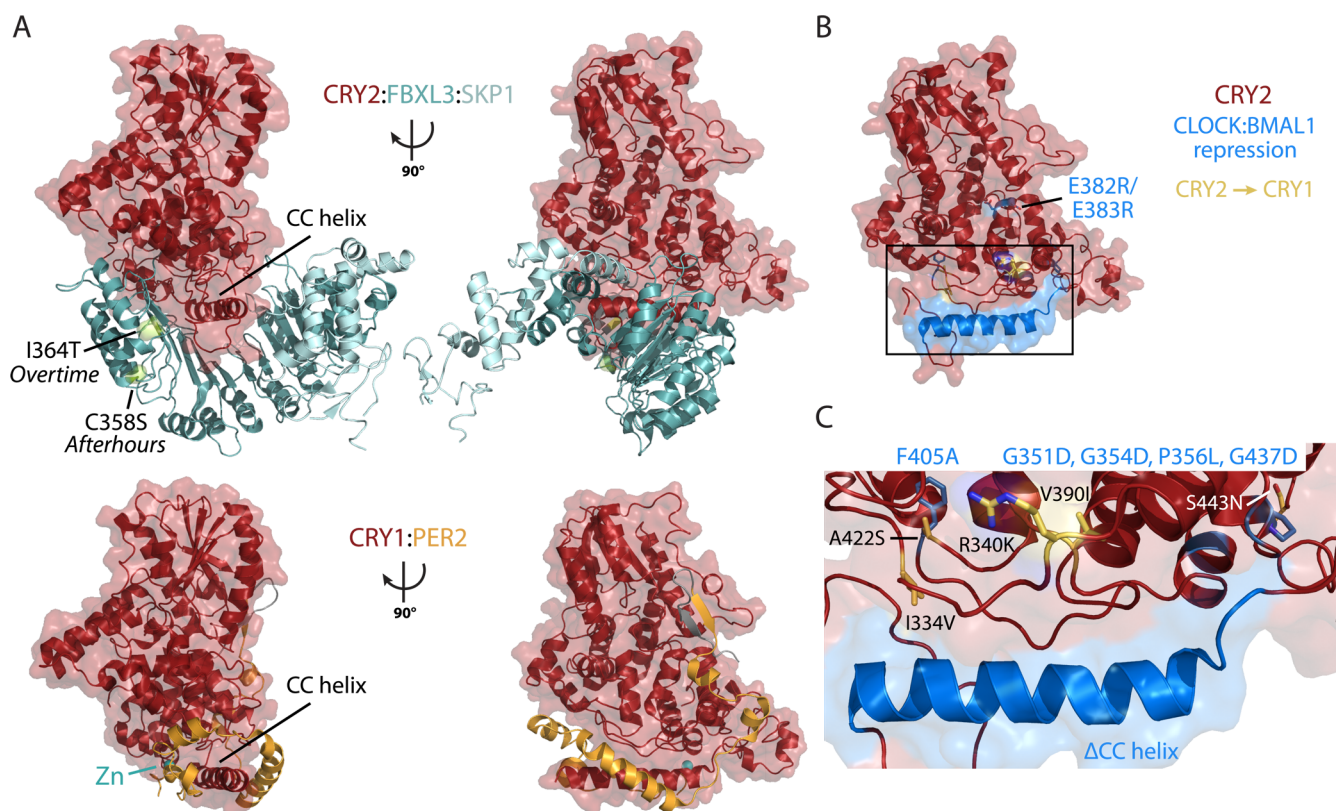 A
CRY2:FBXL3:SKP1
90°
CC helix
I364T
Overtime
C358S
Afterhours
CRY1:PER2
90°
CC helix
Zn
B
CRY2
CLOCK:BMAL1
repression
CRY2 → CRY1
E382R/
E383R
C
F405A
G351D, G354D, P356L, G437D
V390I
S443N
A422S
R340K
I334V
ΔCC helix